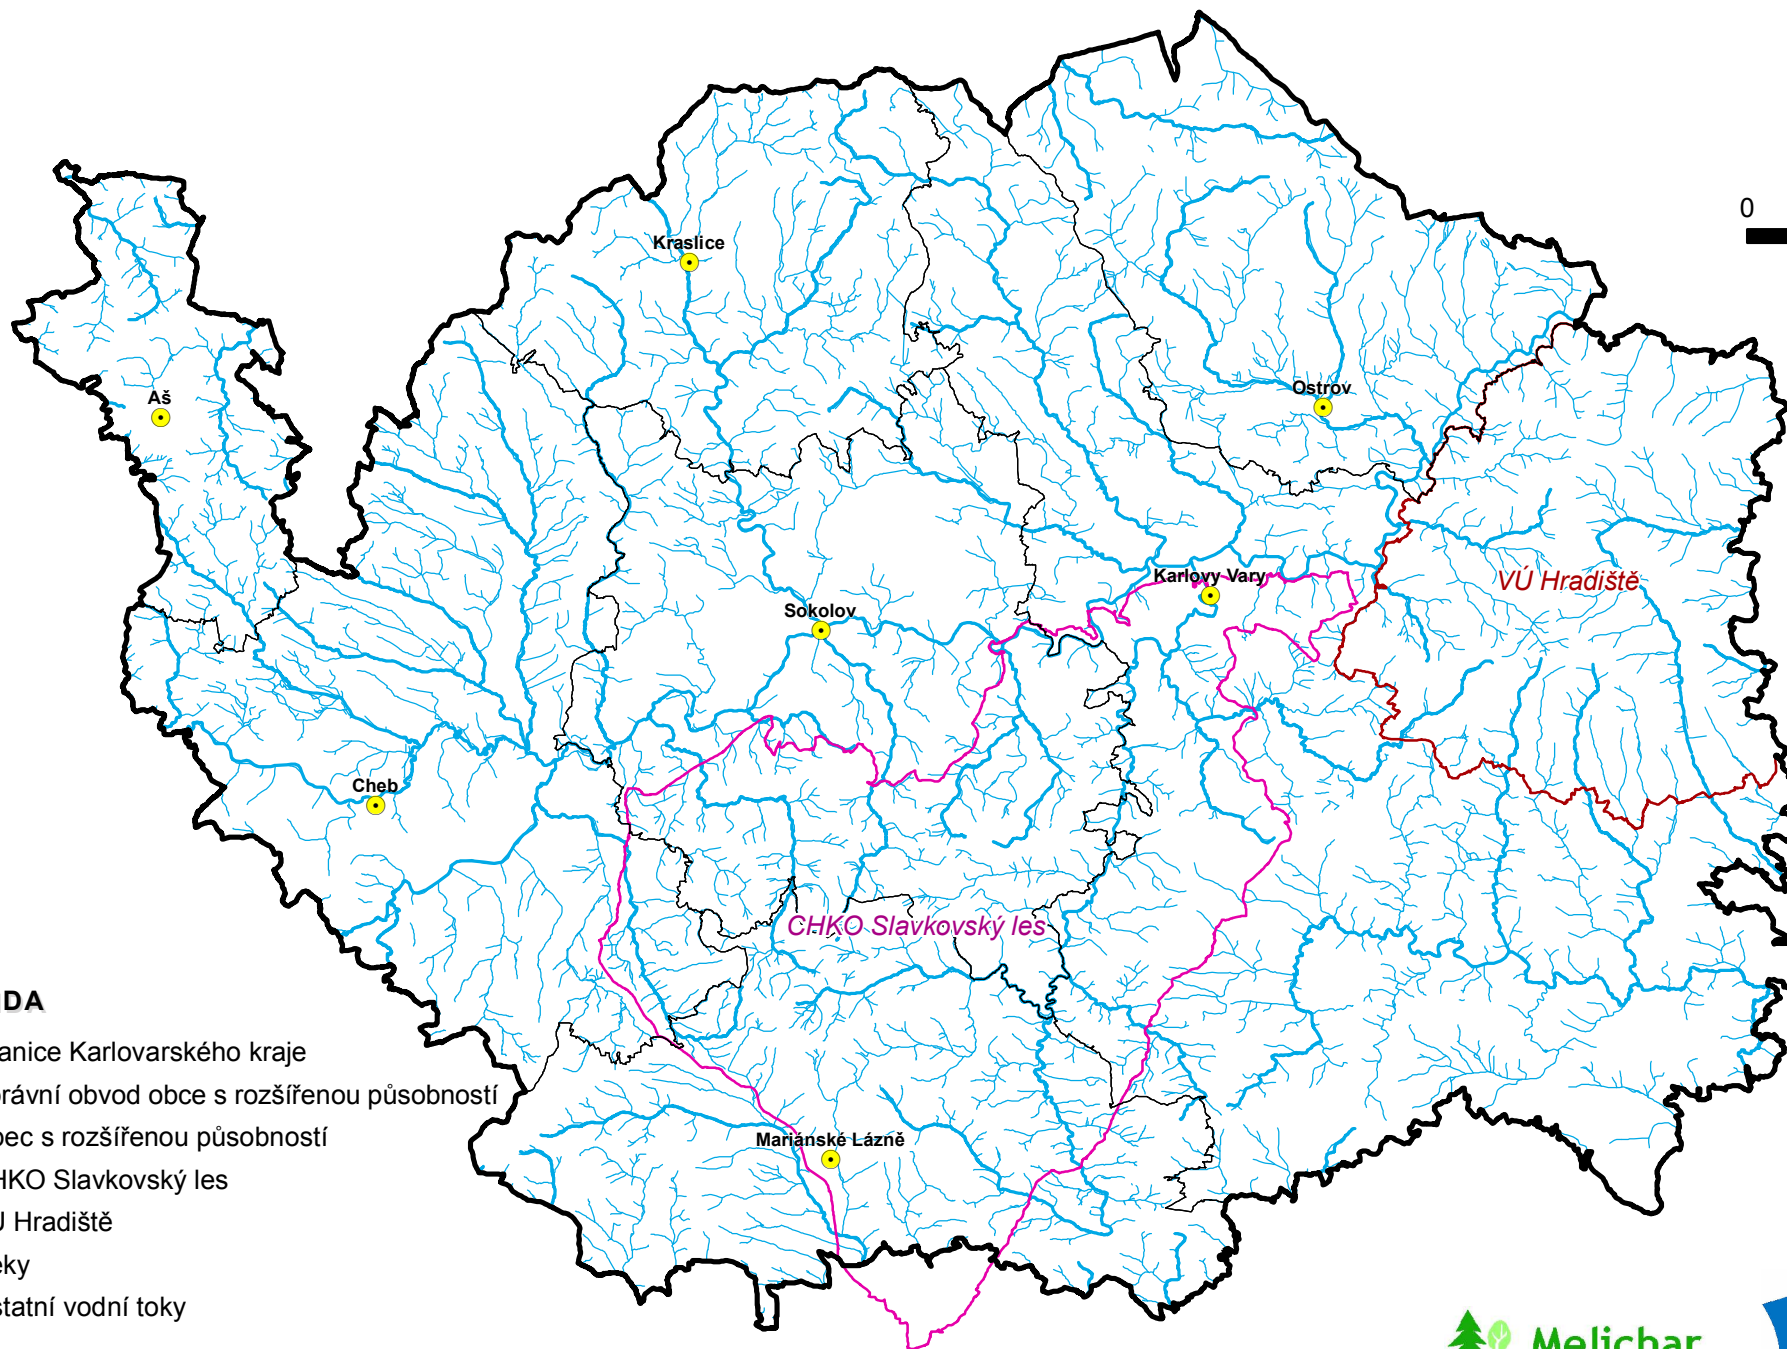 0
Kraslice
Aš
Ostrov
Karlovy Vary
VÚ Hradiště
Sokolov
Cheb
CHKO Slavkovský les
Mariánské Lázně
DA
anice Karlovarského kraje
rávní obvod obce s rozšířenou působností
ec s rozšířenou působností
HKO Slavkovský les
Hradiště
eky
statní vodní toky
Melichar